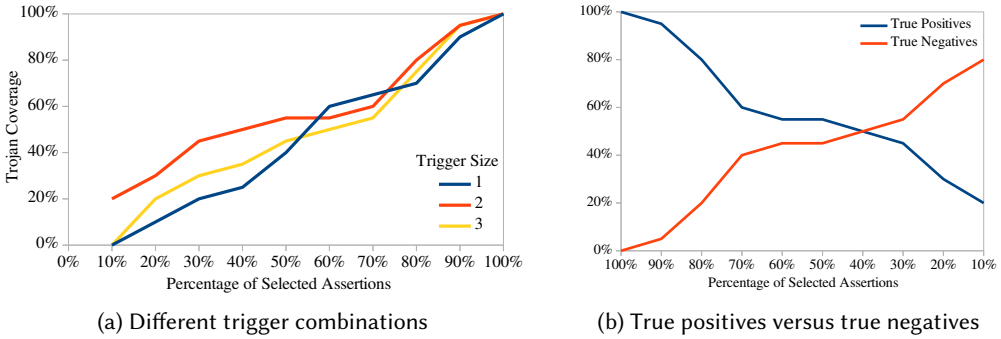 100%
80%
60%
40%
20%
0%
Trojan Coverage
0% 10% 20% 30% 40% 50% 60% 70% 80% 90% 100%
Percentage of Selected Assertions
Trigger Size
1
2
3
(a) Different trigger combinations
100%
80%
60%
40%
20%
0%
True Positives
True Negatives
100% 90% 80% 70% 60% 50% 40% 30% 20% 10%
Percentage of Selected Assertions
(b) True positives versus true negatives